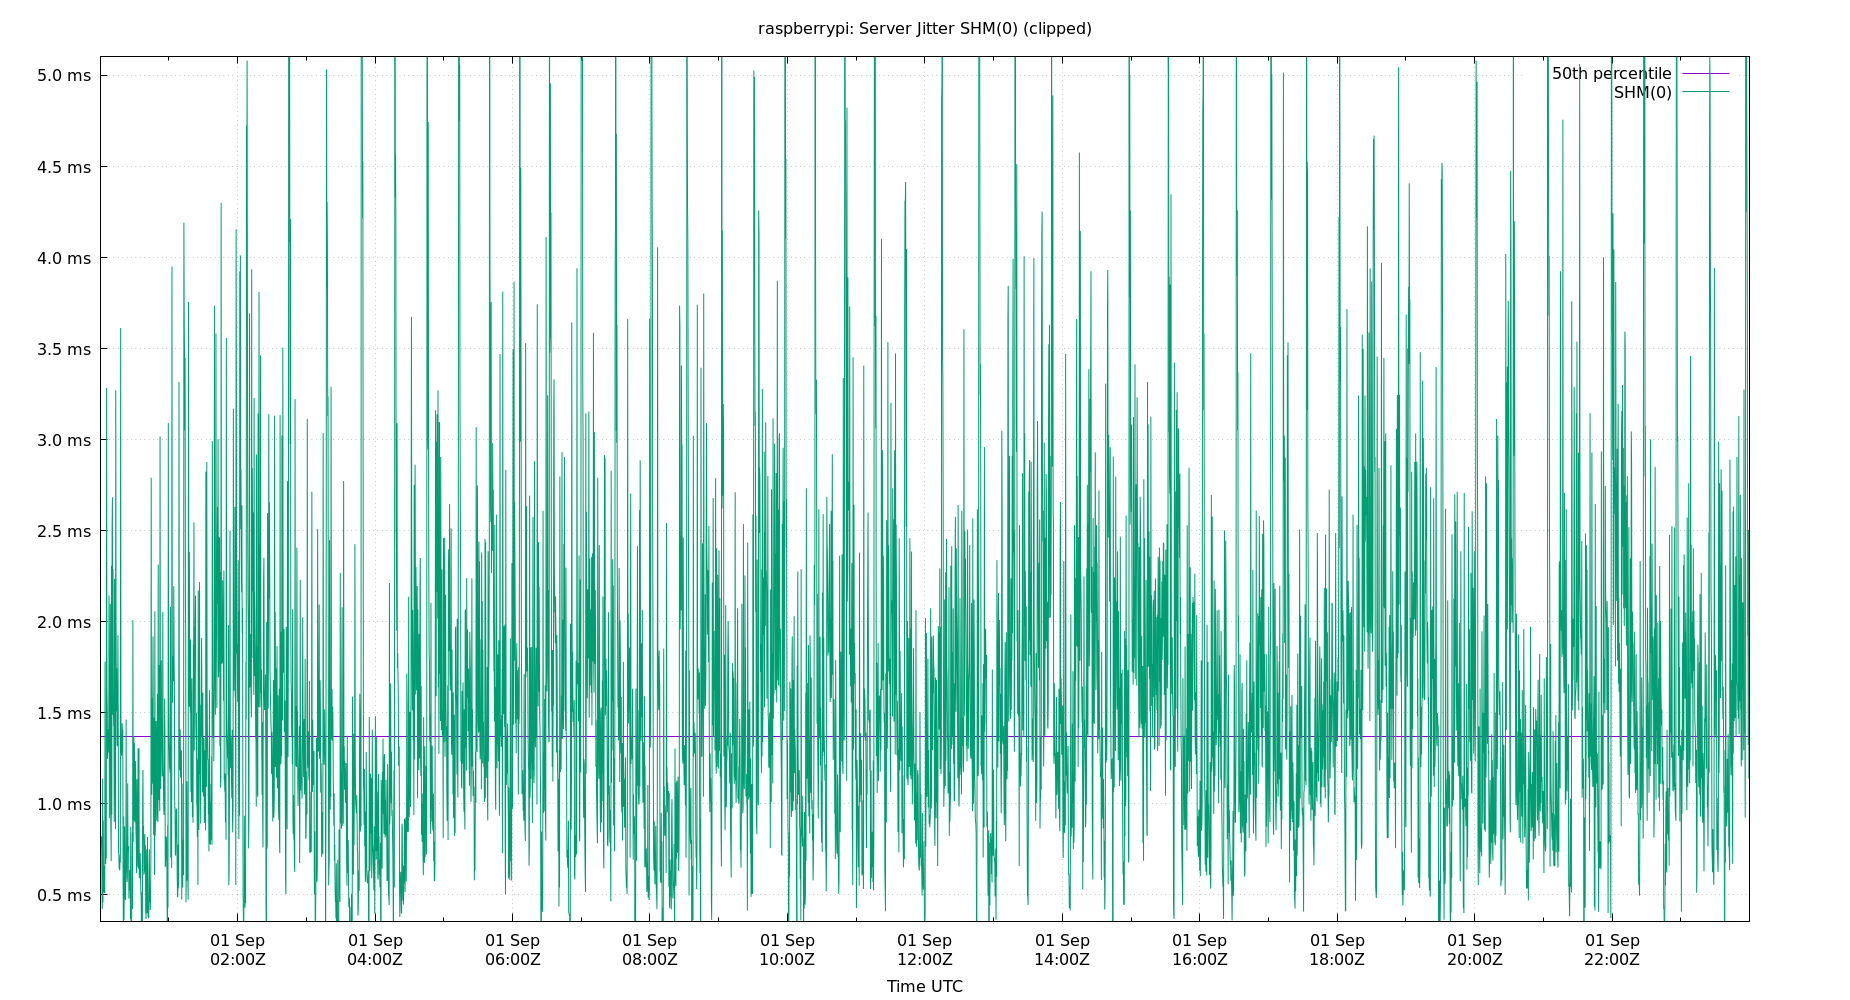 raspberrypi: Server Jitter SHM(0) (clipped)
5.0 ms
50th percentile
SHM(0)
4.5 ms
4.0 ms
3.5 ms
3.0 ms
2.5 ms
2.0 ms
1.5 ms
1.0 ms
0.5 ms
01 Sep 01 Sep 01 Sep 01 Sep 01 Sep 01 Sep 01 Sep 01 Sep 01 Sep 01 Sep 01 Sep
02:00Z 04:00Z 06:00Z 08:00Z 10:00Z 12:00Z 14:00Z 16:00Z 18:00Z 20:00Z 22:00Z
Time UTC